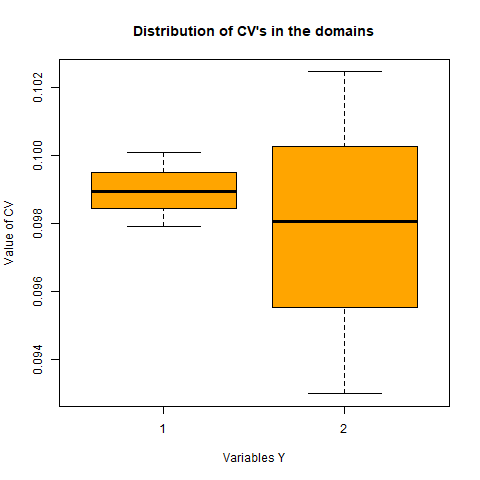 Distribution of CV's in the domains
Value of CV
0.102
0.100
0.098
0.096
0.094
1 2
Variables Y